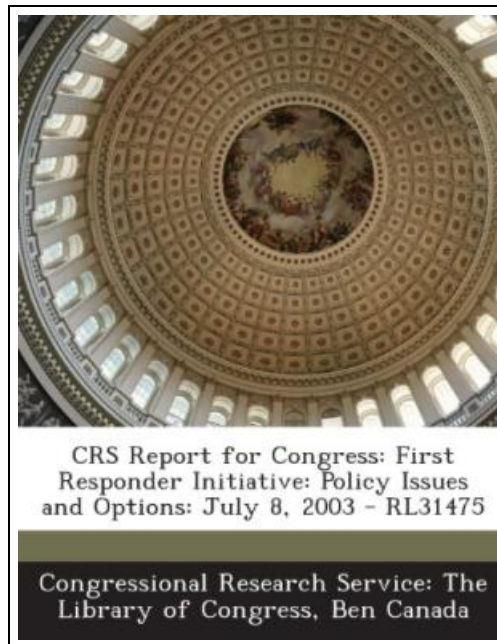 CRS Report for Congress: First
Responder Initiative: Policy Issues
and Options: July 8, 2003 - RL31475
Congressional Research Service: The
Library of Congress, Ben Canada